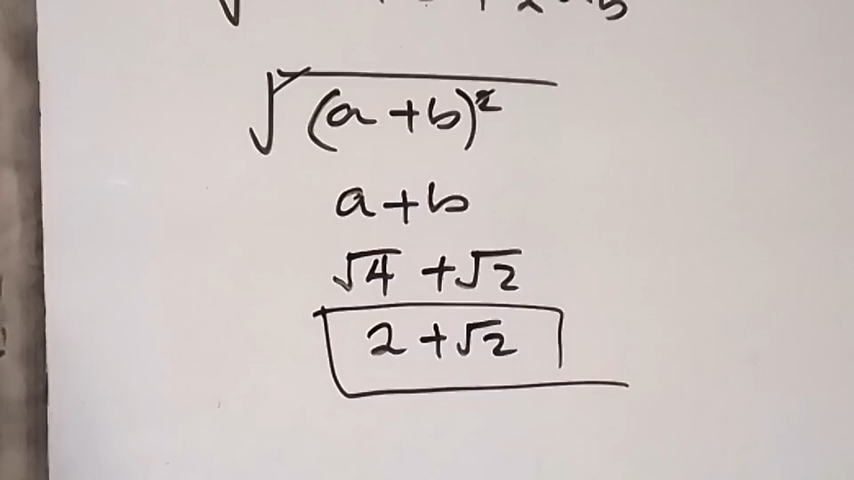 √(a+b)²
a+b
√4 +√2
2+√2